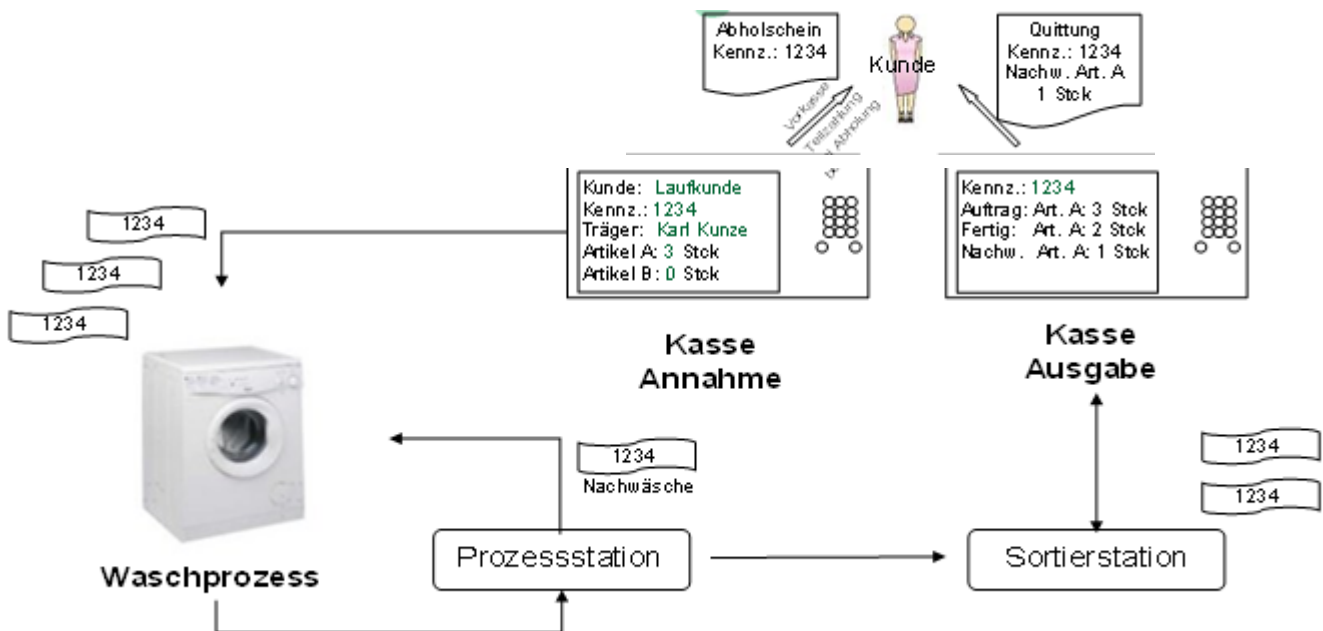 Abholschein
Kennz.: 1234
Kunde
Quittung
Kennz.: 1234
Nachw. Art. A
1 Stck
Vorkasse
Teilzahlung
Abholung
Kunde: Laufkunde
Kennz.: 1234
Träger: Karl Kunze
Artikel A: 3 Stck
Artikel B: 0 Stck
Kennz.: 1234
Auftrag: Art. A: 3 Stck
Fertig: Art. A: 2 Stck
Nachw. Art. A: 1 Stck
1234
1234
1234
Kasse
Annahme
Kasse
Ausgabe
1234
Nachwäsche
1234
1234
Prozessstation
Sortierstation
Waschprozess